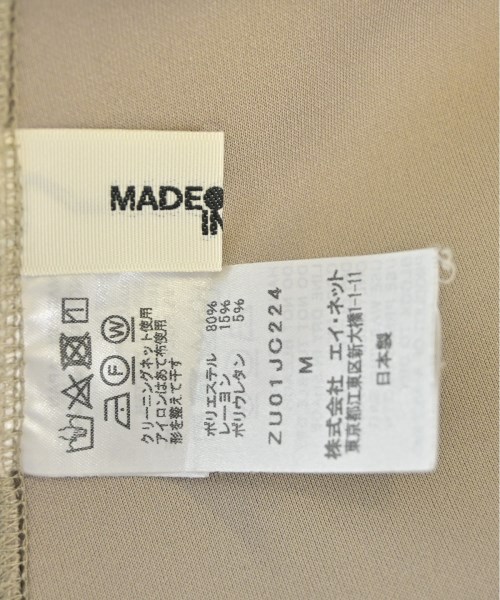 MADE
IN
クリーニングネット使用
アイロンはあて布使用
形を整えて干す
ポリエステル 80%
レーヨン 15%
ポリウレタン 5%
ZU01JC224
M
株式会社 エイ・ネット
東京都江東区新大橋1-1-11
日本製